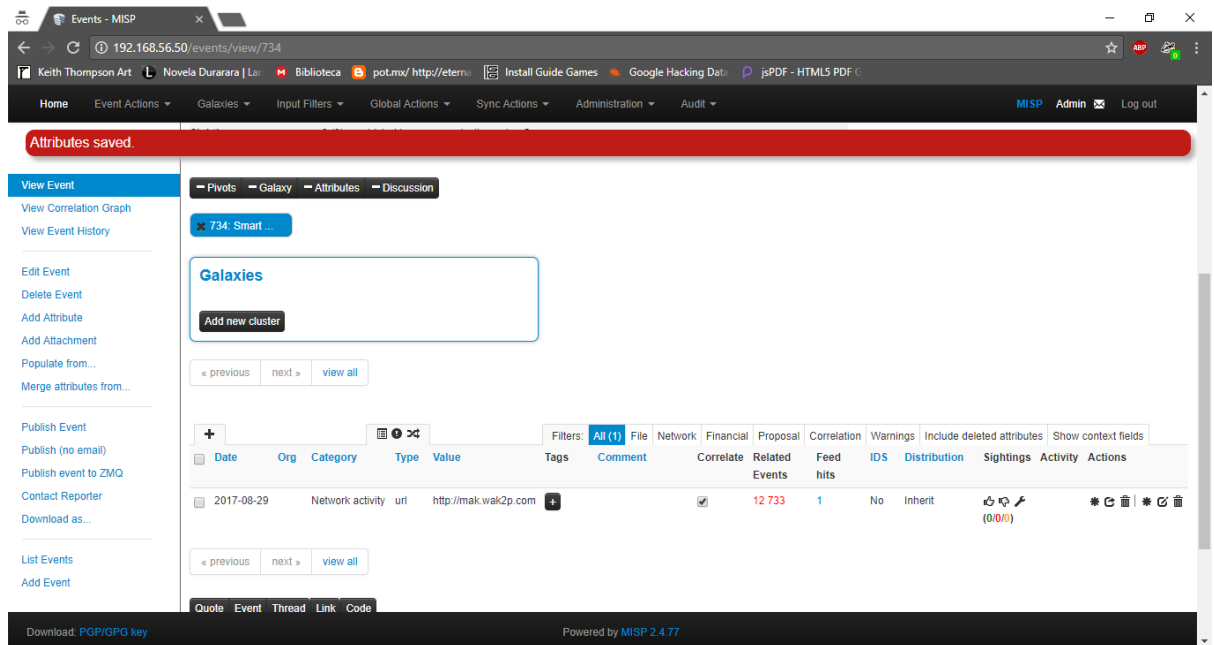 Events - MISP
192.168.56.50/events/view/734
ABP
0
Keith Thompson Art Novela Durarara | Lar Biblioteca pot.mx/ http://eterna Install Guide Games Google Hacking Data jsPDF - HTML5 PDF G
Home Event Actions Galaxies Input Filters Global Actions Sync Actions Administration Audit MISP Admin Log out
Attributes saved.
View Event
View Correlation Graph
View Event History
Edit Event
Delete Event
Add Attribute
Add Attachment
Populate from...
Merge attributes from...
Publish Event
Publish (no email)
Publish event to ZMQ
Contact Reporter
Download as...
List Events
Add Event
Pivots Galaxy Attributes Discussion
734: Smart ...
Galaxies
Add new cluster
« previous next » view all
Filters: All (1) File Network Financial Proposal Correlation Warnings Include deleted attributes Show context fields
Date Org Category Type Value Tags Comment Correlate Related Events Feed hits IDS Distribution Sightings Activity Actions
2017-08-29 Network activity url http://mak.wak2p.com + 12 733 1 No Inherit
(0/0/0)
« previous next » view all
Quote Event Thread Link Code
Download: PGP/GPG key Powered by MISP 2.4.77